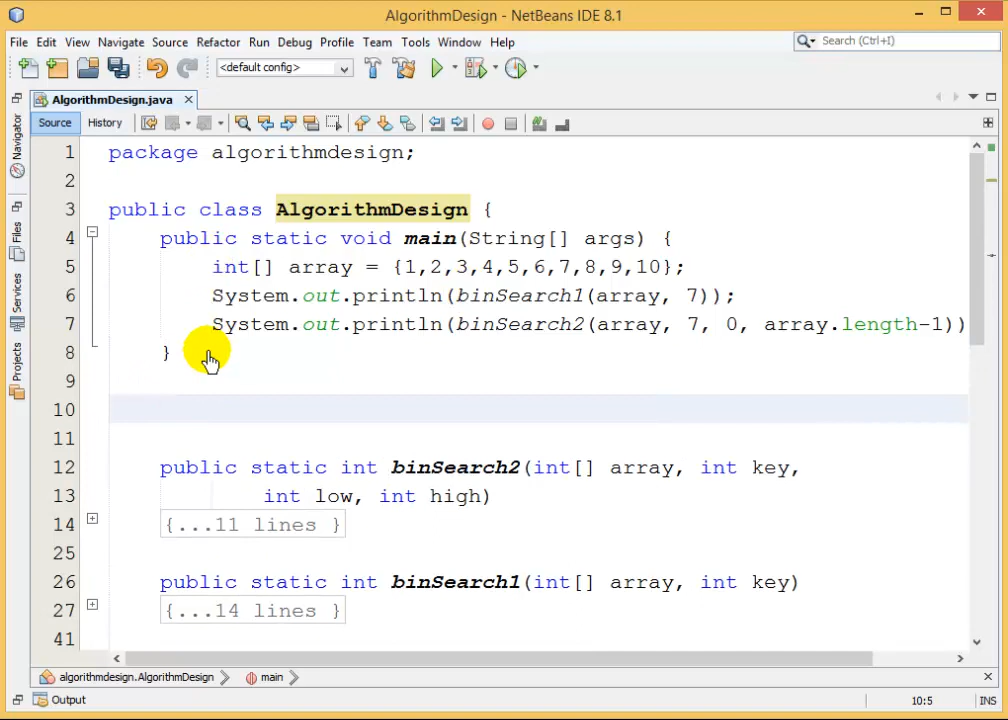 AlgorithmDesign - NetBeans IDE 8.1
File Edit View Navigate Source Refactor Run Debug Profile Team Tools Window Help
Search (Ctrl+I)
<default config>
AlgorithmDesign.java
Source History
Navigator
Files
Services
Projects
1 package algorithmdesign;
2
3 public class AlgorithmDesign {
4 public static void main(String[] args) {
5 int[] array = {1,2,3,4,5,6,7,8,9,10};
6 System.out.println(binSearch1(array, 7));
7 System.out.println(binSearch2(array, 7, 0, array.length-1))
8 }
9
10
11
12 public static int binSearch2(int[] array, int key,
13 int low, int high)
14 {...11 lines }
25
26 public static int binSearch1(int[] array, int key)
27 {...14 lines }
41
algorithmdesign.AlgorithmDesign main
Output
10:5 INS